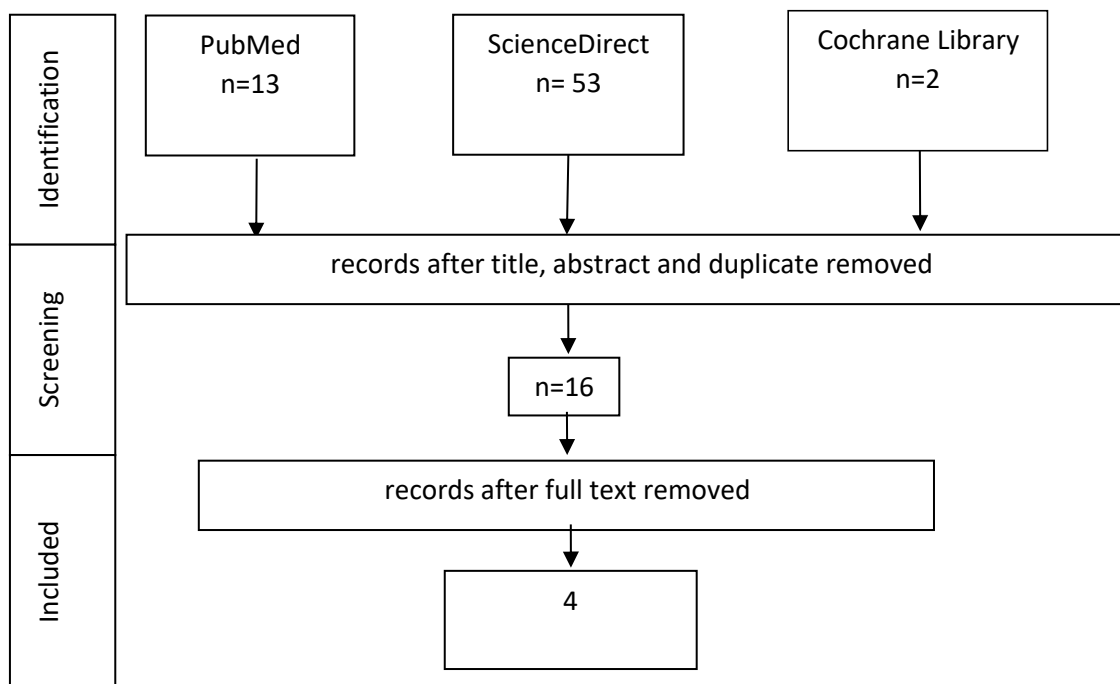 Identification
PubMed
n=13
ScienceDirect
n= 53
Cochrane Library
n=2
Screening
records after title, abstract and duplicate removed
n=16
Included
records after full text removed
4